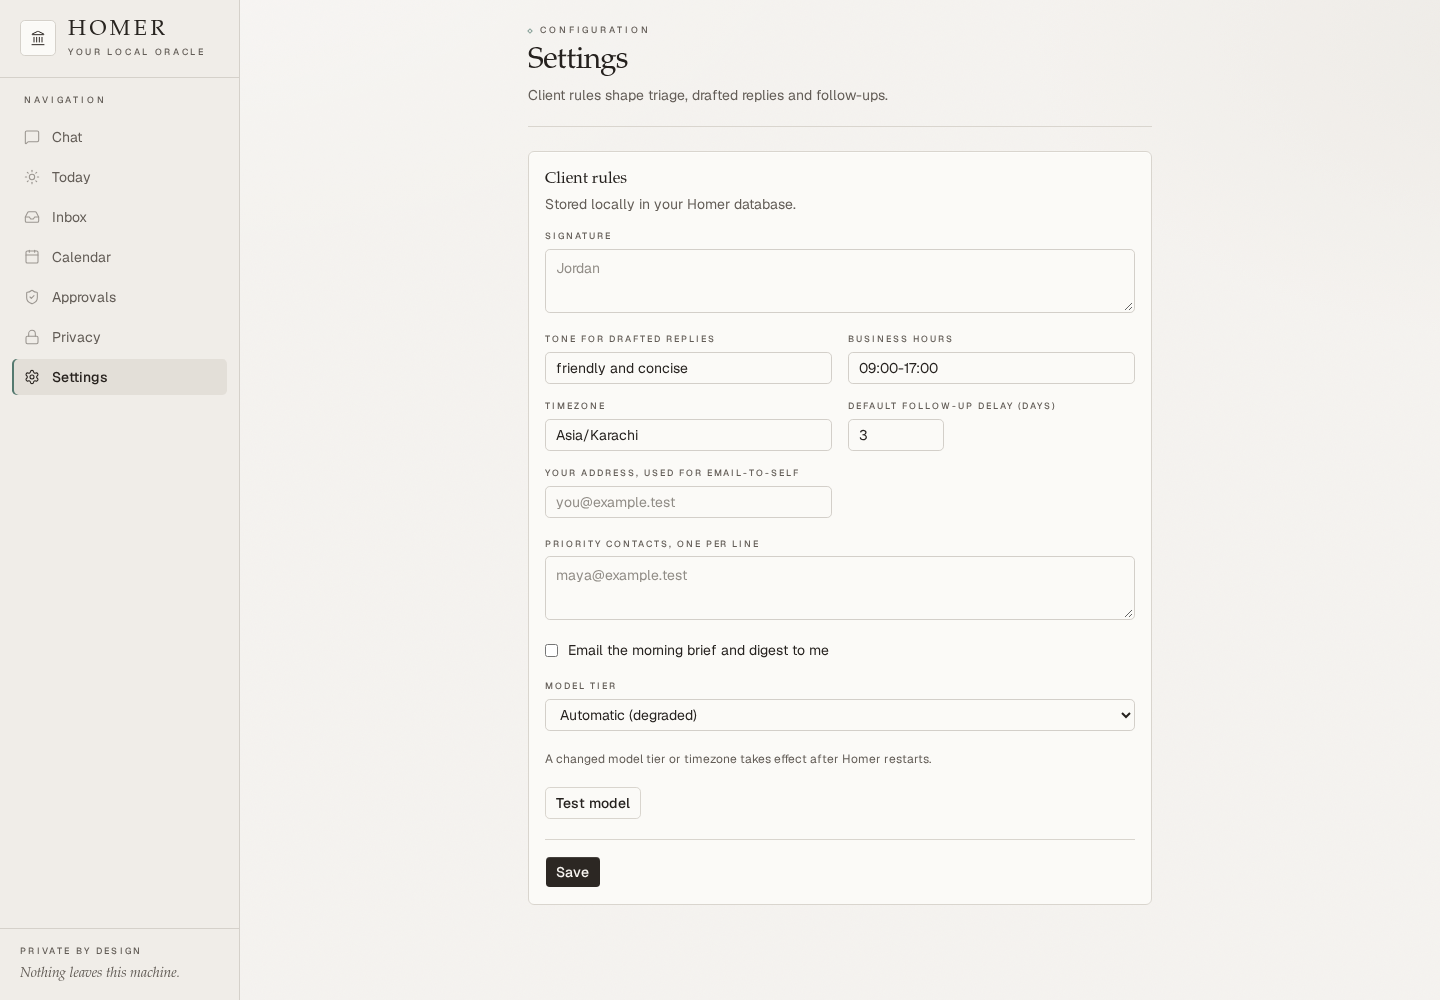 HOMER
YOUR LOCAL ORACLE
NAVIGATION
Chat
Today
Inbox
Calendar
Approvals
Privacy
Settings
PRIVATE BY DESIGN
Nothing leaves this machine.
◇ CONFIGURATION
Settings
Client rules shape triage, drafted replies and follow-ups.
Client rules
Stored locally in your Homer database.
SIGNATURE
Jordan
TONE FOR DRAFTED REPLIES
friendly and concise
BUSINESS HOURS
09:00-17:00
TIMEZONE
Asia/Karachi
DEFAULT FOLLOW-UP DELAY (DAYS)
3
YOUR ADDRESS, USED FOR EMAIL-TO-SELF
you@example.test
PRIORITY CONTACTS, ONE PER LINE
maya@example.test
Email the morning brief and digest to me
MODEL TIER
Automatic (degraded)
A changed model tier or timezone takes effect after Homer restarts.
Test model
Save